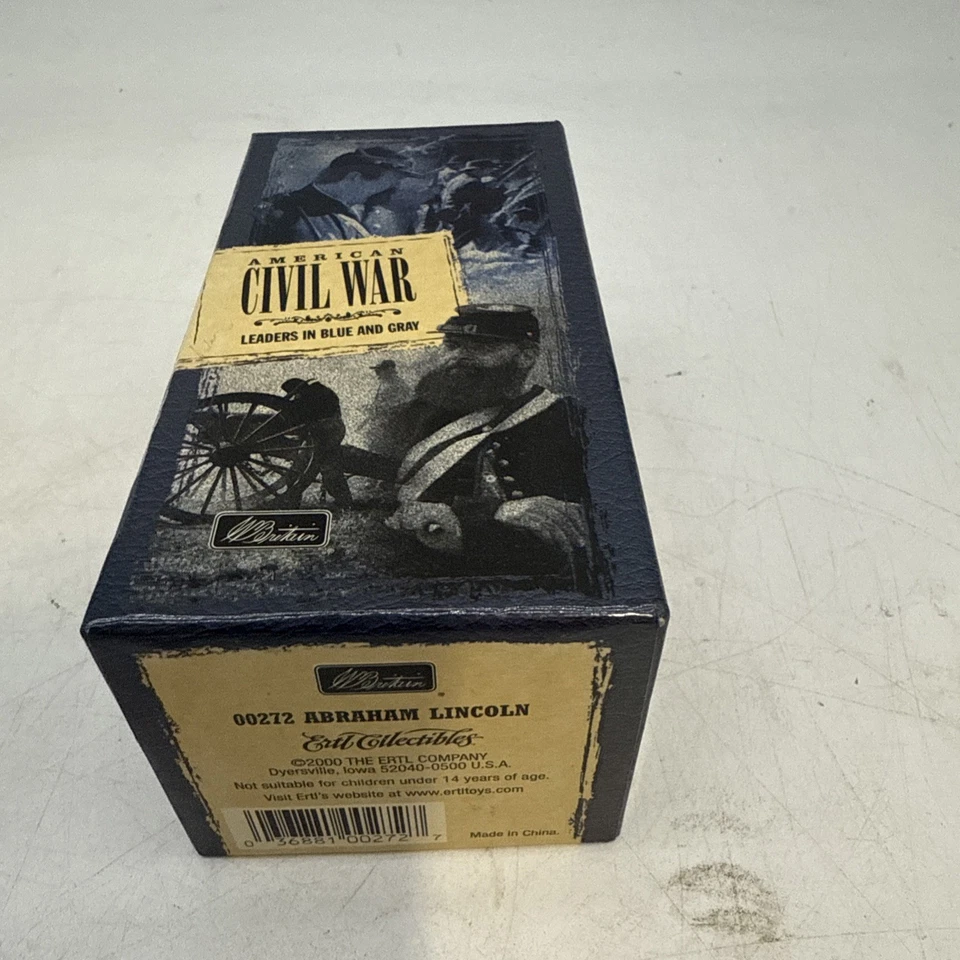 AMERICAN
CIVIL WAR
LEADERS IN BLUE AND GRAY
WBritain
WBritain
00272 ABRAHAM LINCOLN
Ertl Collectibles
©2000 THE ERTL COMPANY
Dyersville, Iowa 52040-0500 U.S.A.
Not suitable for children under 14 years of age.
Visit Ertl's website at www.ertltoys.com
0 36881 00272 7
Made in China.